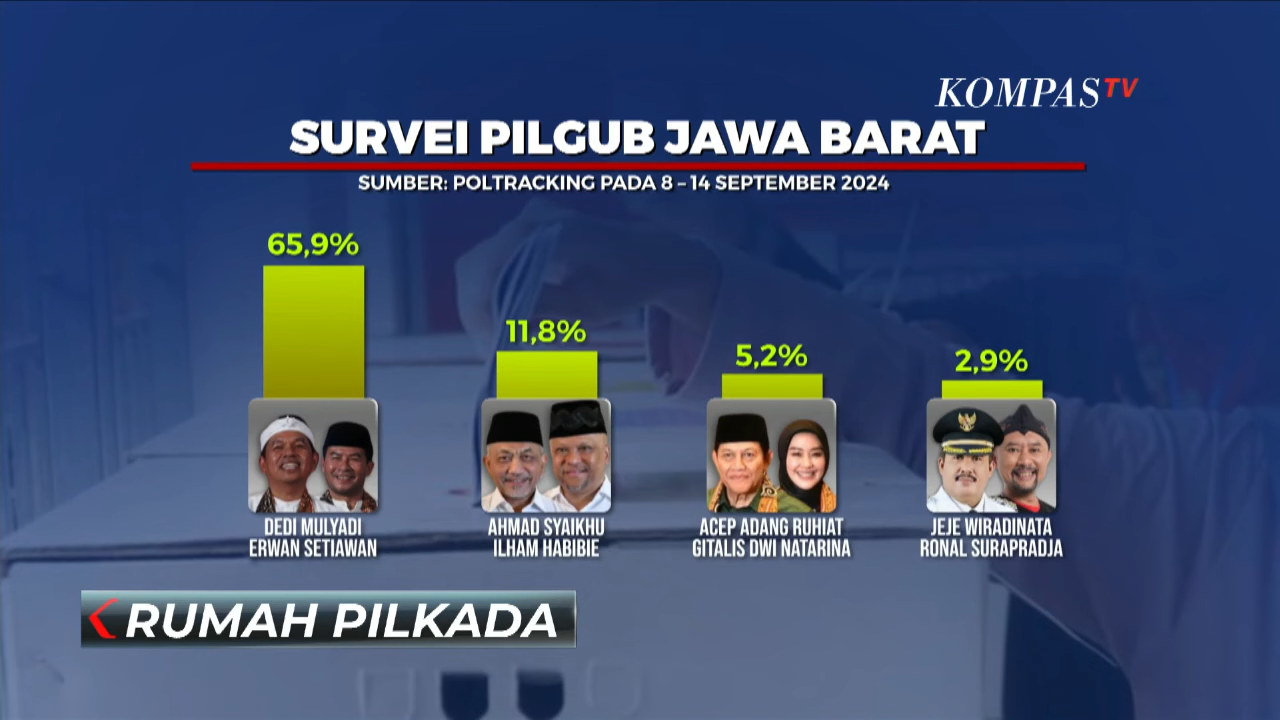 KOMPASTV
SURVEI PILGUB JAWA BARAT
SUMBER: POLTRACKING PADA 8 – 14 SEPTEMBER 2024
65,9%
11,8%
5,2%
2,9%
DEDI MULYADI
ERWAN SETIAWAN
AHMAD SYAIKHU
ILHAM HABIBIE
ACEP ADANG RUHIAT
GITALIS DWI NATARINA
JEJE WIRADINATA
RONAL SURAPRADJA
RUMAH PILKADA